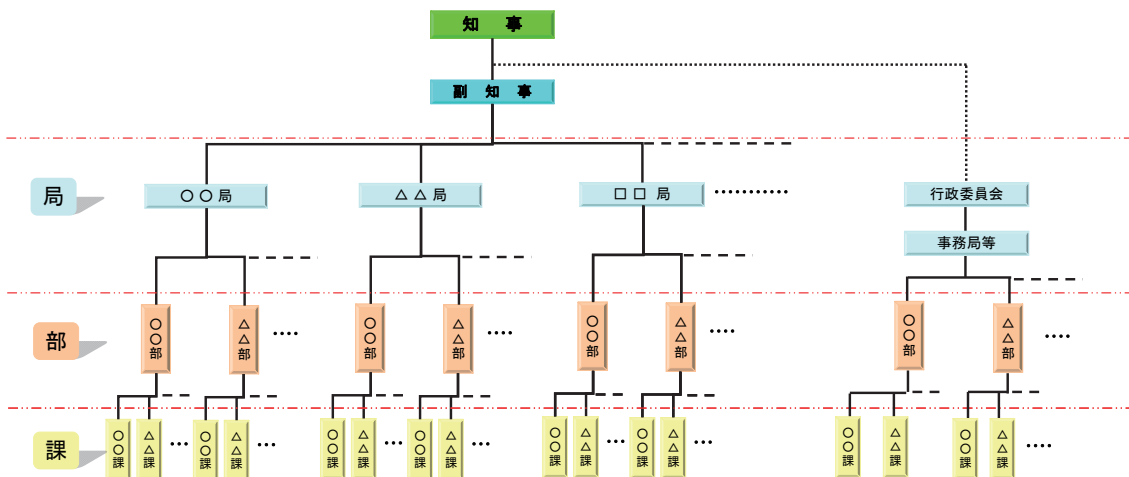 知 事
副 知 事
局
○○局
△△局
□□ 局
…………
行政委員会
事務局等
部
○○部
△△部
‥‥
○○部
△△部
‥‥
○○部
△△部
‥‥
○○部
△△部
‥‥
課
○○課
△△課
…
○○課
△△課
…
○○課
△△課
…
○○課
△△課
…
○○課
△△課
…
○○課
△△課
…
○○課
△△課
○○課
△△課
‥‥